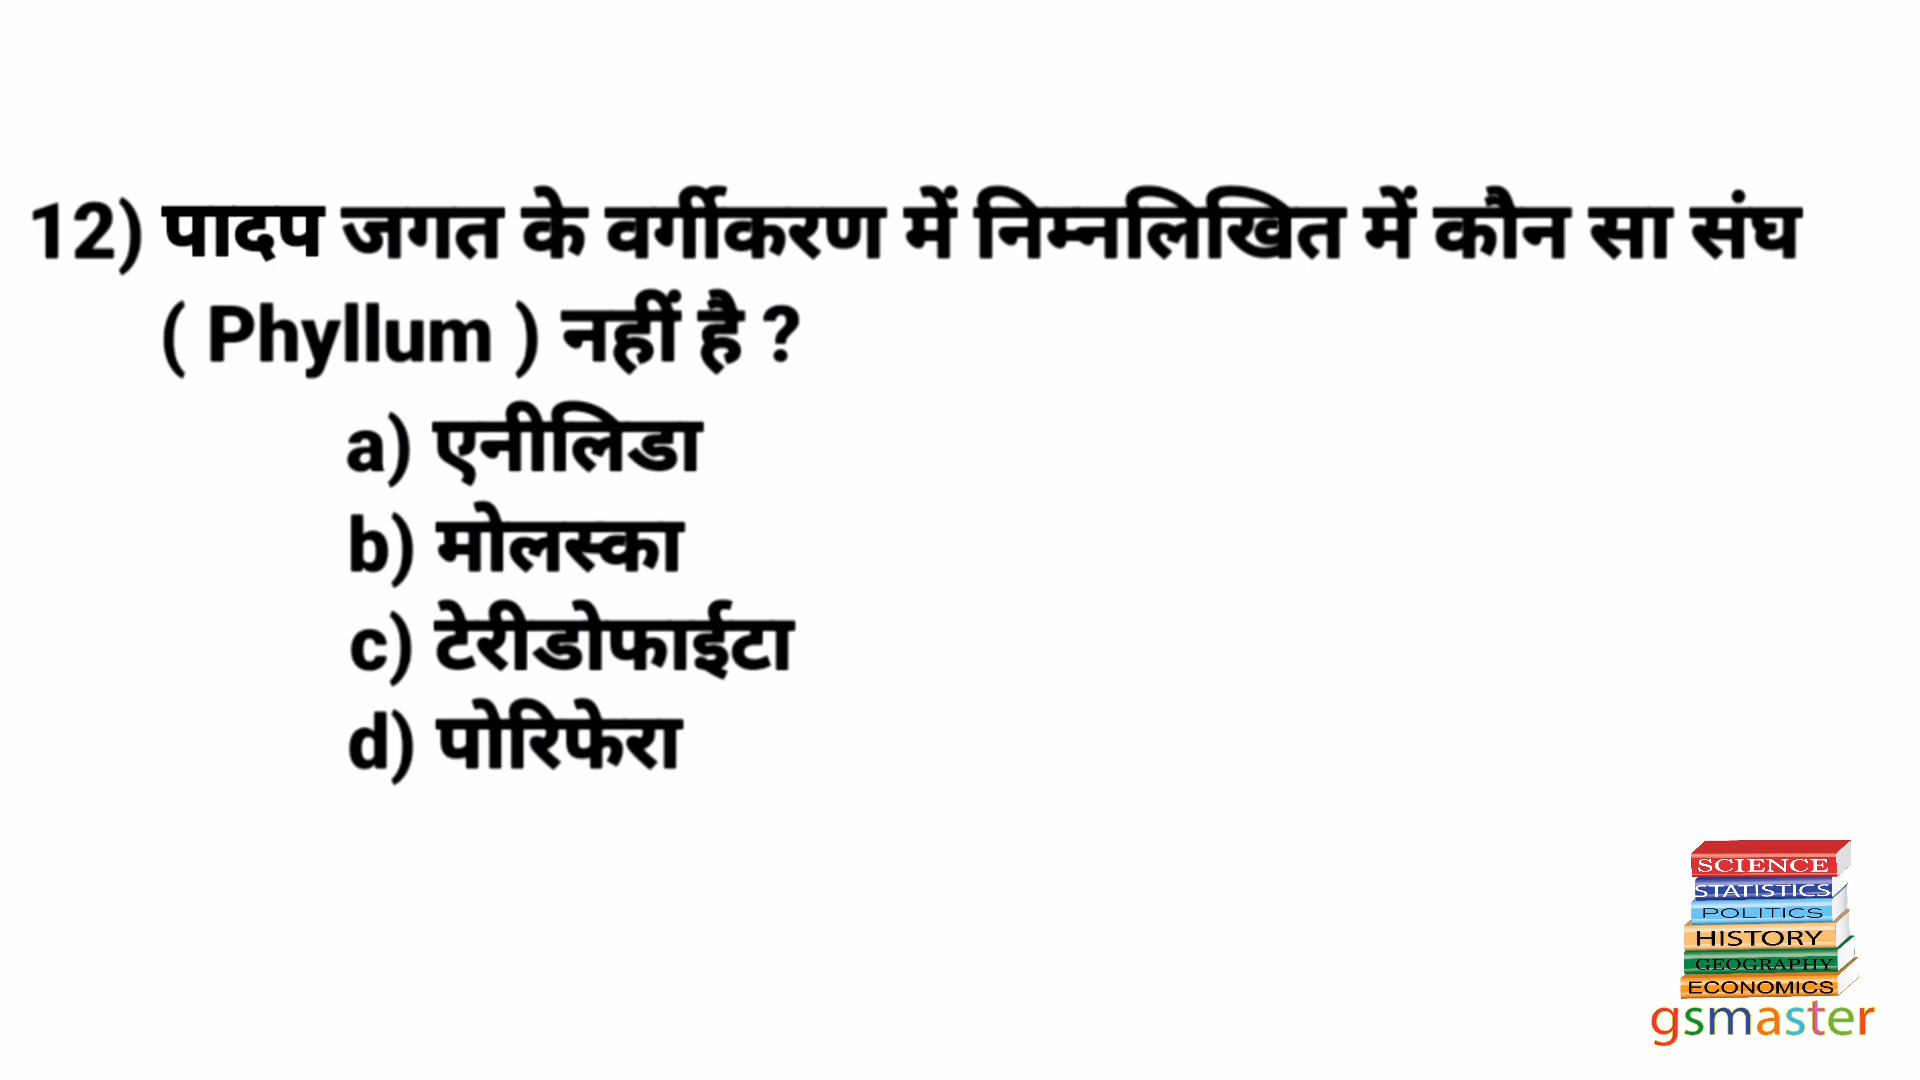 12) पादप जगत के वर्गीकरण में निम्नलिखित में कौन सा संघ
( Phyllum ) नहीं है ?
a) एनीलिडा
b) मोलस्का
c) टेरीडोफाईटा
d) पोरिफेरा
SCIENCE
STATISTICS
POLITICS
HISTORY
GEOGRAPHY
ECONOMICS
gsmaster